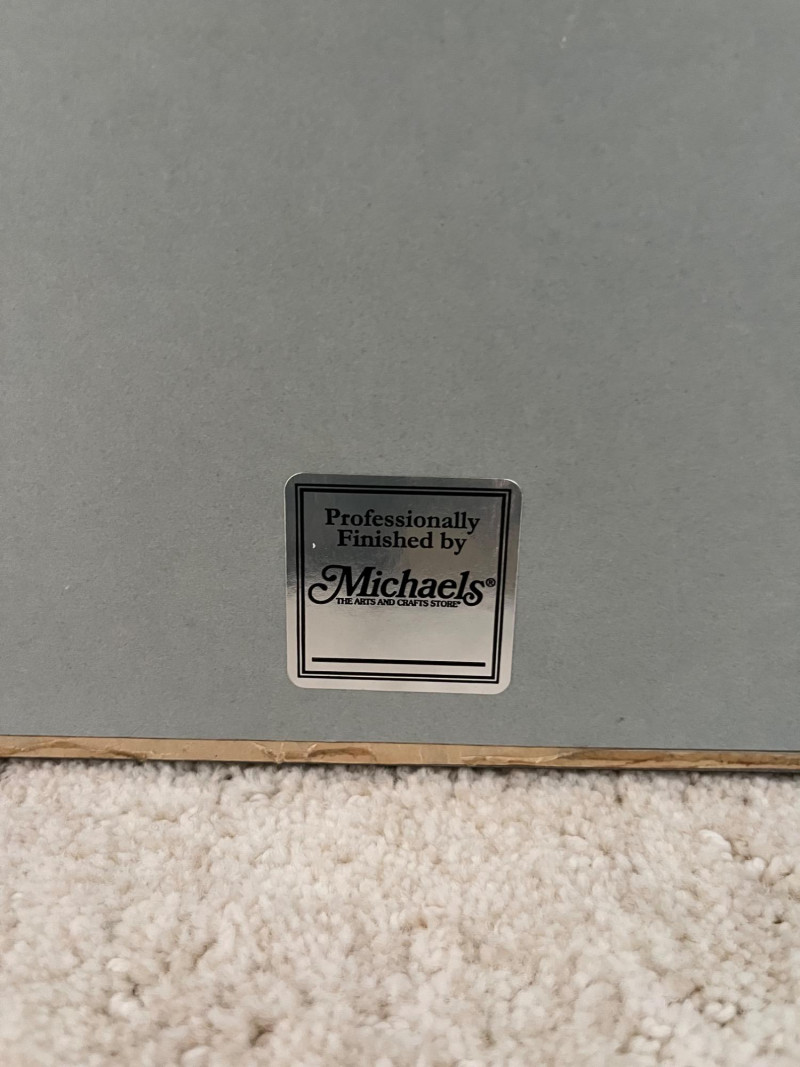 Professionally
Finished by
Michaels®
THE ARTS AND CRAFTS STORE®